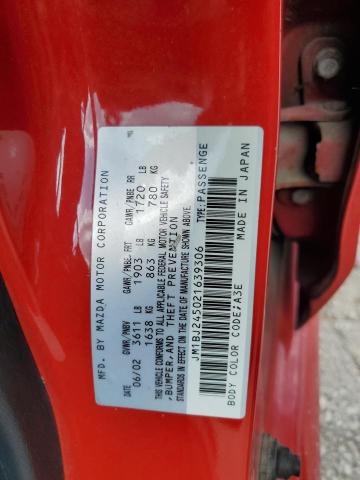 MFD. BY MAZDA MOTOR CORPORATION
GVWR/PNBV GAWR/PNBE FRT GAWR/PNBE RR
06/02 3611 LB 1903 LB 1720 LB
1638 KG 863 KG 780 KG
THIS VEHICLE CONFORMS TO ALL APPLICABLE FEDERAL MOTOR VEHICLE SAFETY
,BUMPER,AND THEFT PREVENTION
STANDARDS IN EFFECT ON THE DATE OF MANUFACTURE SHOWN ABOVE.
JM1BJ245021639306 TYPE:PASSENGE
BODY COLOR CODE:A3E MADE IN JAPAN